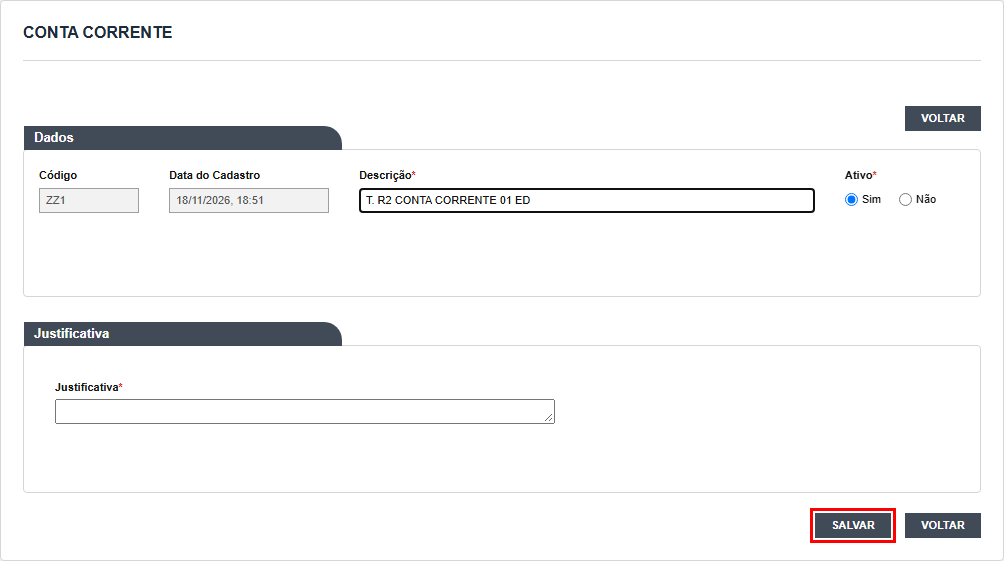 CONTA CORRENTE
VOLTAR
Dados
Código Data do Cadastro Descrição* Ativo*
ZZ1 18/11/2026, 18:51 T. R2 CONTA CORRENTE 01 ED Sim Não
Justificativa
Justificativa*
SALVAR VOLTAR